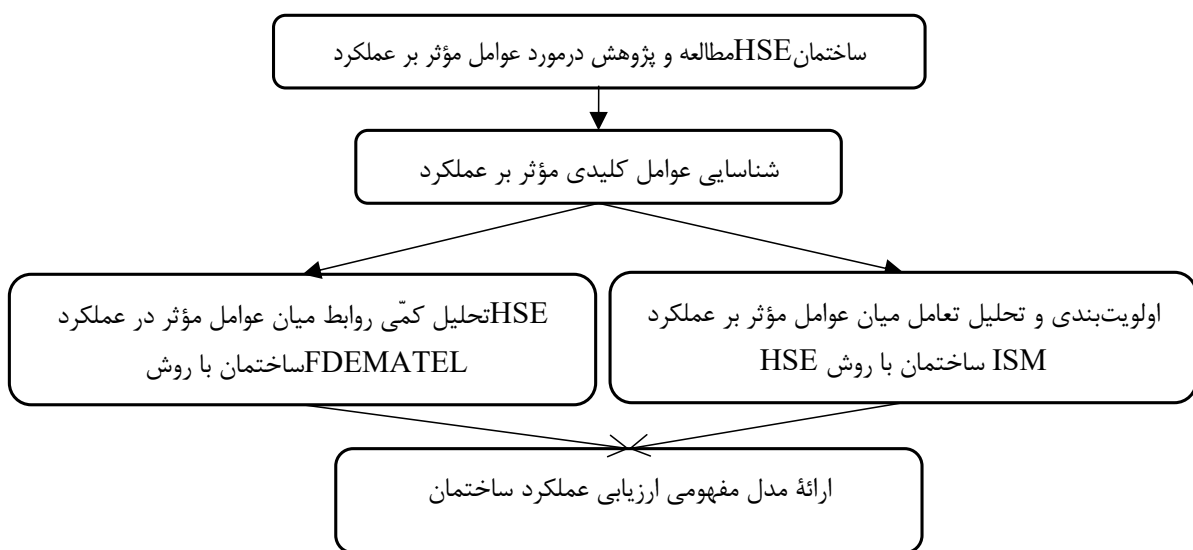 ساختمانHSEمطالعه و پژوهش درمورد عوامل مؤثر بر عملکرد
شناسایی عوامل کلیدی مؤثر بر عملکرد
اولویت‌بندی و تحلیل تعامل میان عوامل مؤثر بر عملکرد
ISM ساختمان با روش HSE
HSEتحلیل کمّی روابط میان عوامل مؤثر در عملکرد
FDEMATELساختمان با روش
ارائهٔ مدل مفهومی ارزیابی عملکرد ساختمان